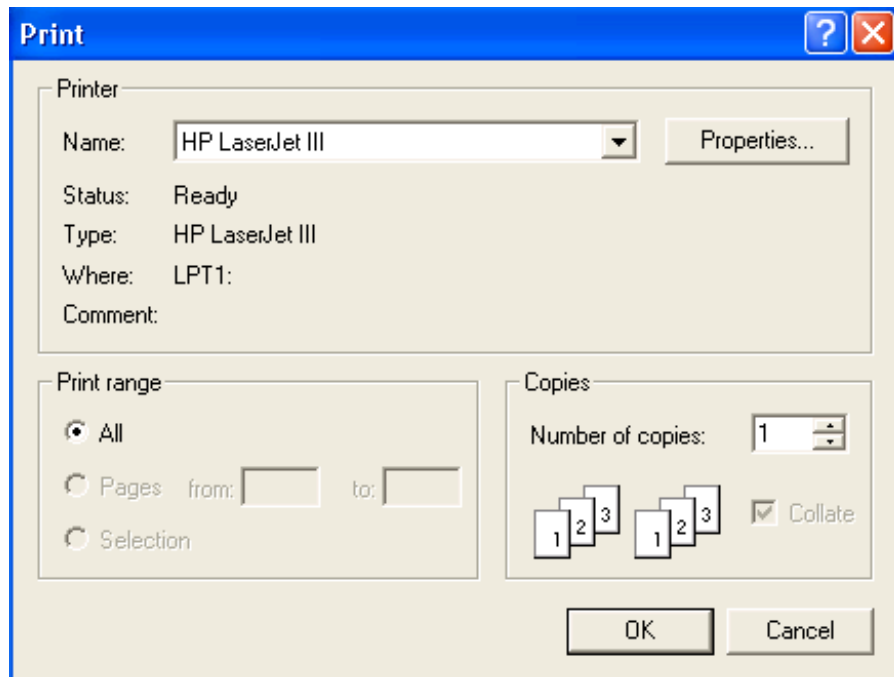 Print
Printer
Name: HP LaserJet III Properties...
Status: Ready
Type: HP LaserJet III
Where: LPT1:
Comment:
Print range
All
Pages from: to:
Selection
Copies
Number of copies: 1
1 2 3 1 2 3 Collate
OK Cancel